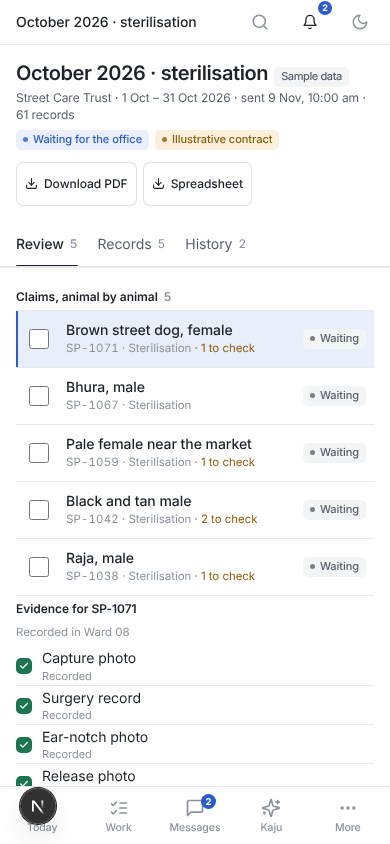 October 2026 · sterilisation
2
October 2026 · sterilisation Sample data
Street Care Trust · 1 Oct – 31 Oct 2026 · sent 9 Nov, 10:00 am ·
61 records
Waiting for the office Illustrative contract
Download PDF Spreadsheet
Review 5 Records 5 History 2
Claims, animal by animal 5
Brown street dog, female
SP-1071 · Sterilisation · 1 to check
Waiting
Bhura, male
SP-1067 · Sterilisation
Waiting
Pale female near the market
SP-1059 · Sterilisation · 1 to check
Waiting
Black and tan male
SP-1042 · Sterilisation · 2 to check
Waiting
Raja, male
SP-1038 · Sterilisation · 1 to check
Waiting
Evidence for SP-1071
Recorded in Ward 08
Capture photo
Recorded
Surgery record
Recorded
Ear-notch photo
Recorded
Release photo
N
2
Today Work Messages Kaju More